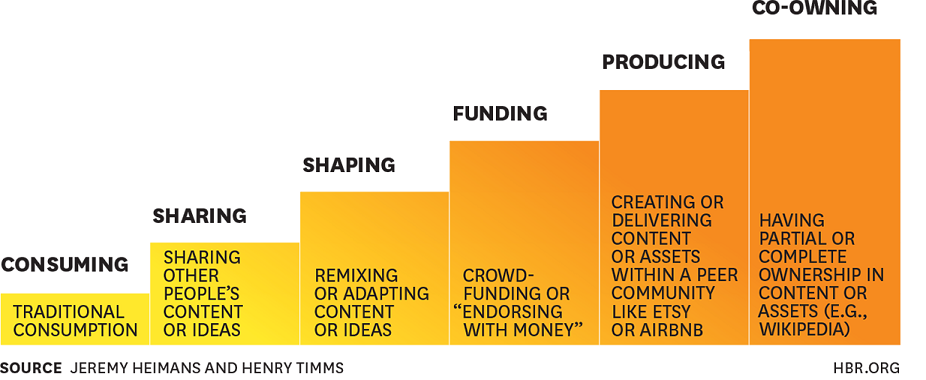 CONSUMING
TRADITIONAL
CONSUMPTION
SHARING
SHARING
OTHER
PEOPLE’S
CONTENT
OR IDEAS
SHAPING
REMIXING
OR ADAPTING
CONTENT
OR IDEAS
FUNDING
CROWD-
FUNDING OR
“ENDORSING
WITH MONEY”
PRODUCING
CREATING OR
DELIVERING
CONTENT
OR ASSETS
WITHIN A PEER
COMMUNITY
LIKE ETSY
OR AIRBNB
CO-OWNING
HAVING
PARTIAL OR
COMPLETE
OWNERSHIP IN
CONTENT OR
ASSETS (E.G.,
WIKIPEDIA)
SOURCE JEREMY HEIMANS AND HENRY TIMMS
HBR.ORG